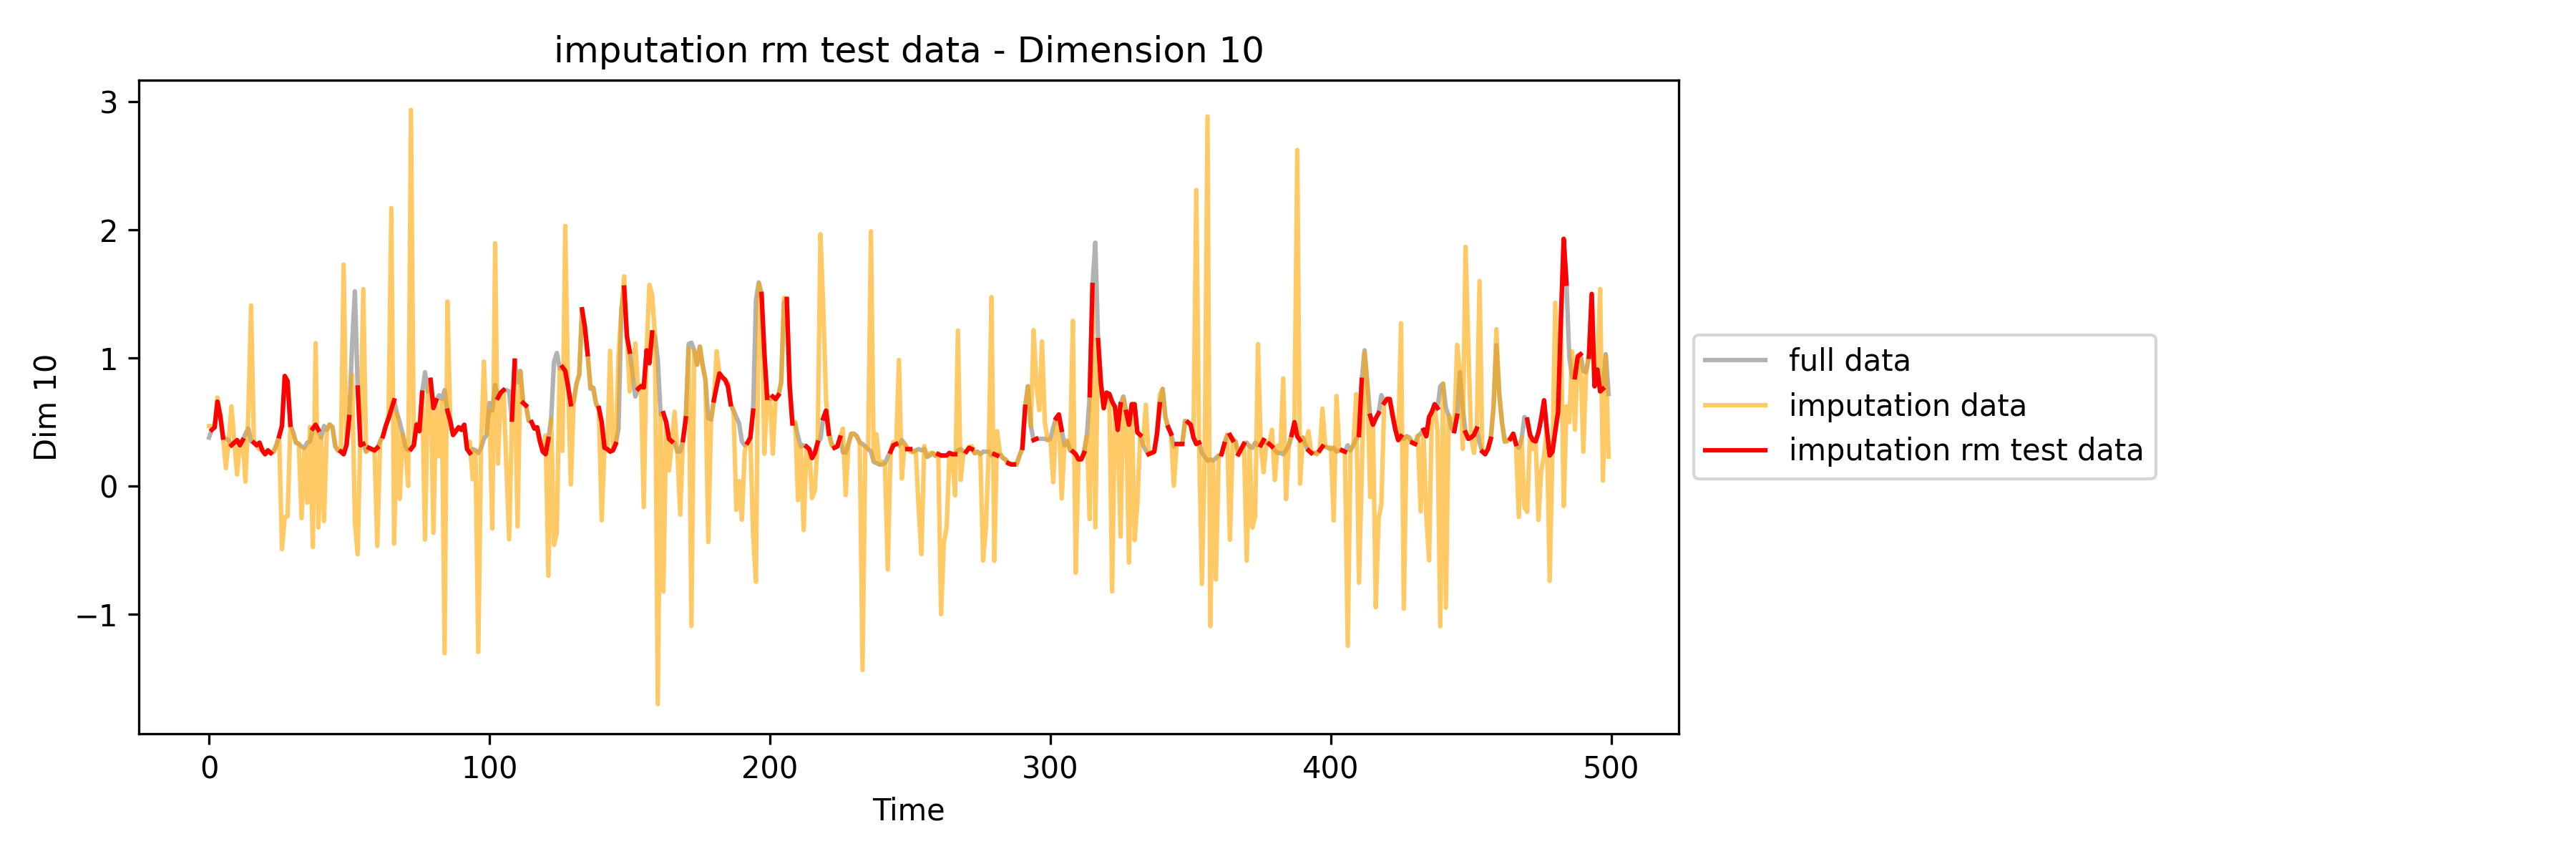 imputation rm test data - Dimension 10
3
2
1
0
−1
Dim 10
0 100 200 300 400 500
Time
full data
imputation data
imputation rm test data